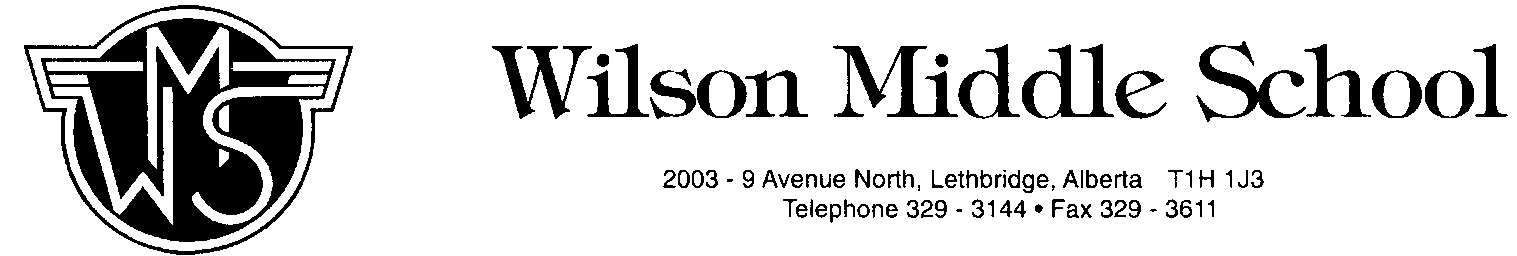 WMS
Wilson Middle School
2003 - 9 Avenue North, Lethbridge, Alberta T1H 1J3
Telephone 329 - 3144 • Fax 329 - 3611